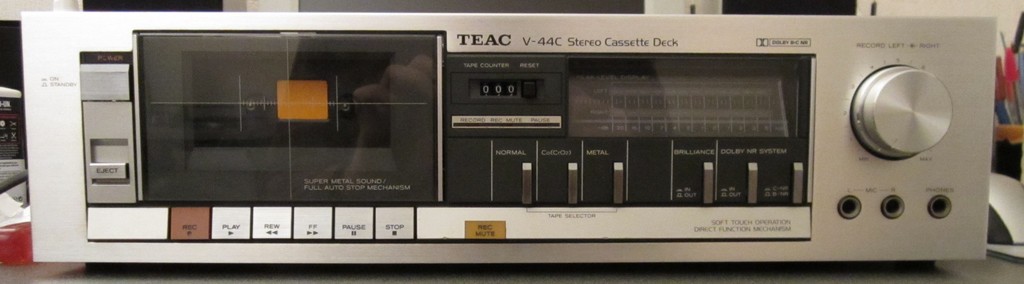 TEAC V-44C Stereo Cassette Deck
DOLBY B·C NR
POWER
ON
STANDBY
EJECT
SUPER METAL SOUND/
FULL AUTO STOP MECHANISM
TAPE COUNTER RESET
000
RECORD REC MUTE PAUSE
NORMAL Co(CrO2) METAL
TAPE SELECTOR
BRILLIANCE DOLBY NR SYSTEM
IN
OUT
IN
OUT
C-NR
B-NR
REC
PLAY
REW
FF
PAUSE
STOP
REC
MUTE
SOFT TOUCH OPERATION
DIRECT FUNCTION MECHANISM
RECORD LEFT RIGHT
MIN MAX
L MIC R PHONES